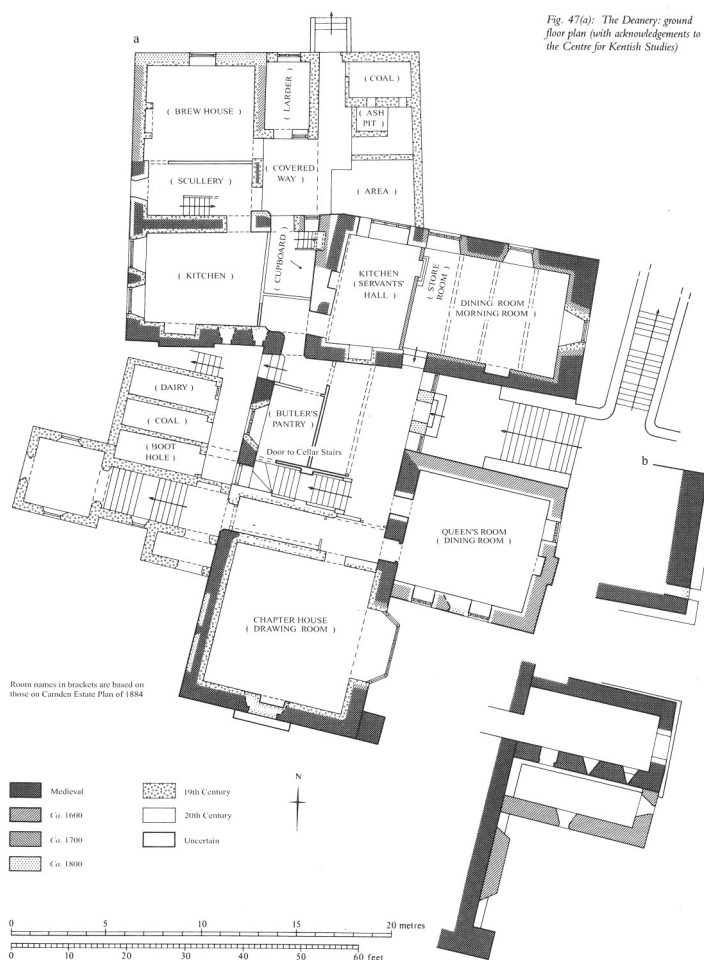 Fig. 47(a): The Deanery: ground
floor plan (with acknowledgements to
the Centre for Kentish Studies)
a
( COAL )
( LARDER )
( BREW HOUSE )
( ASH
PIT )
( COVERED
WAY )
( SCULLERY )
( AREA )
( CUPBOARD )
( KITCHEN )
KITCHEN
( SERVANTS'
HALL )
( STORE
ROOM )
DINING ROOM
( MORNING ROOM )
( DAIRY )
( COAL )
( BOOT
HOLE )
( BUTLER'S
PANTRY )
Door to Cellar Stairs
b
QUEEN'S ROOM
( DINING ROOM )
CHAPTER HOUSE
( DRAWING ROOM )
Room names in brackets are based on
those on Camden Estate Plan of 1884
Medieval
Ca. 1600
Ca. 1700
Ca. 1800
19th Century
20th Century
Uncertain
N
0 5 10 15 20 metres
0 10 20 30 40 50 60 feet